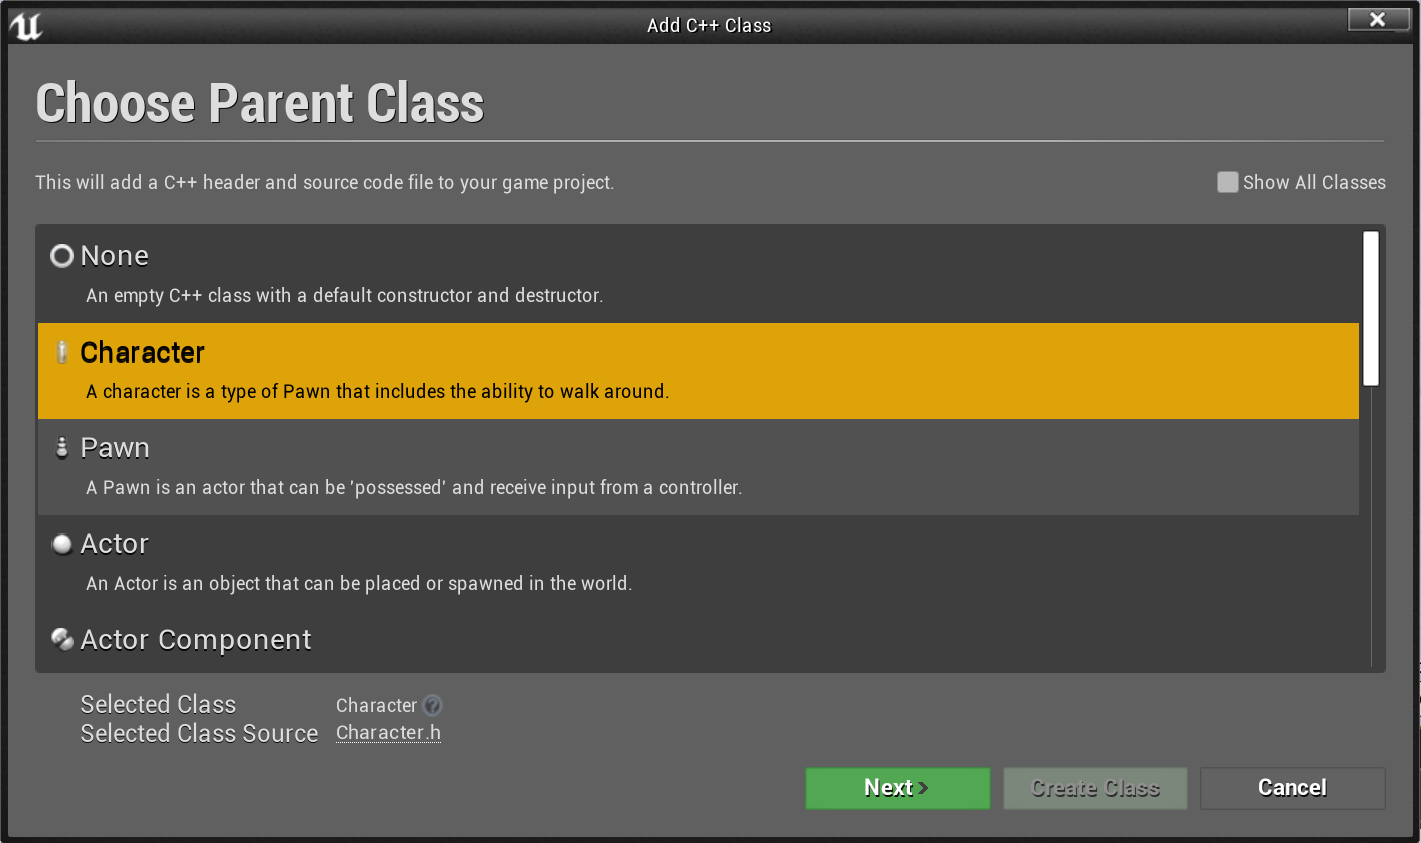 Add C++ Class
Choose Parent Class
This will add a C++ header and source code file to your game project.
Show All Classes
None
An empty C++ class with a default constructor and destructor.
Character
A character is a type of Pawn that includes the ability to walk around.
Pawn
A Pawn is an actor that can be 'possessed' and receive input from a controller.
Actor
An Actor is an object that can be placed or spawned in the world.
Actor Component
Selected Class Character ?
Selected Class Source Character.h
Next >
Create Class
Cancel